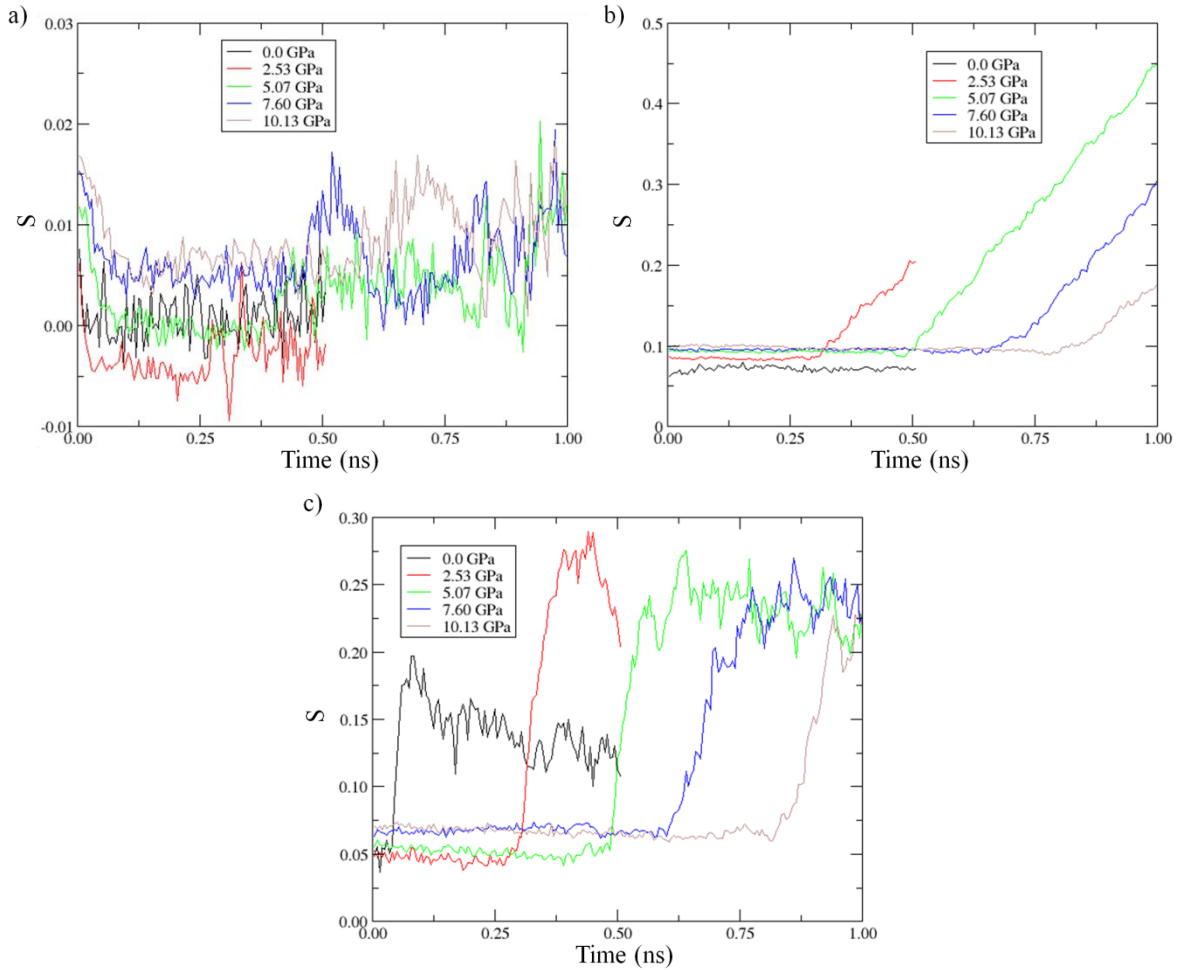 a)
0.03
0.02
0.01
0.00
-0.01
S
0.0 GPa
2.53 GPa
5.07 GPa
7.60 GPa
10.13 GPa
0.00 0.25 0.50 0.75 1.00
Time (ns)
b)
0.5
0.4
0.3
0.2
0.1
0
S
0.0 GPa
2.53 GPa
5.07 GPa
7.60 GPa
10.13 GPa
0.00 0.25 0.50 0.75 1.00
Time (ns)
c)
0.30
0.25
0.20
0.15
0.10
0.05
0.00
S
0.0 GPa
2.53 GPa
5.07 GPa
7.60 GPa
10.13 GPa
0.00 0.25 0.50 0.75 1.00
Time (ns)